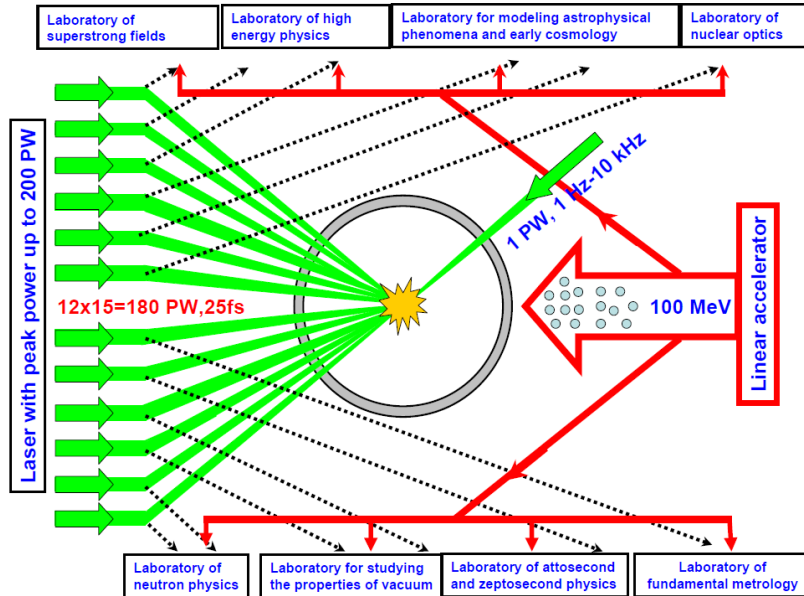 Laboratory of
superstrong fields
Laboratory of high
energy physics
Laboratory for modeling astrophysical
phenomena and early cosmology
Laboratory of
nuclear optics
Laser with peak power up to 200 PW
1 PW, 1 Hz-10 kHz
12x15=180 PW,25fs
100 MeV
Linear accelerator
Laboratory of
neutron physics
Laboratory for studying
the properties of vacuum
Laboratory of attosecond
and zeptosecond physics
Laboratory of
fundamental metrology